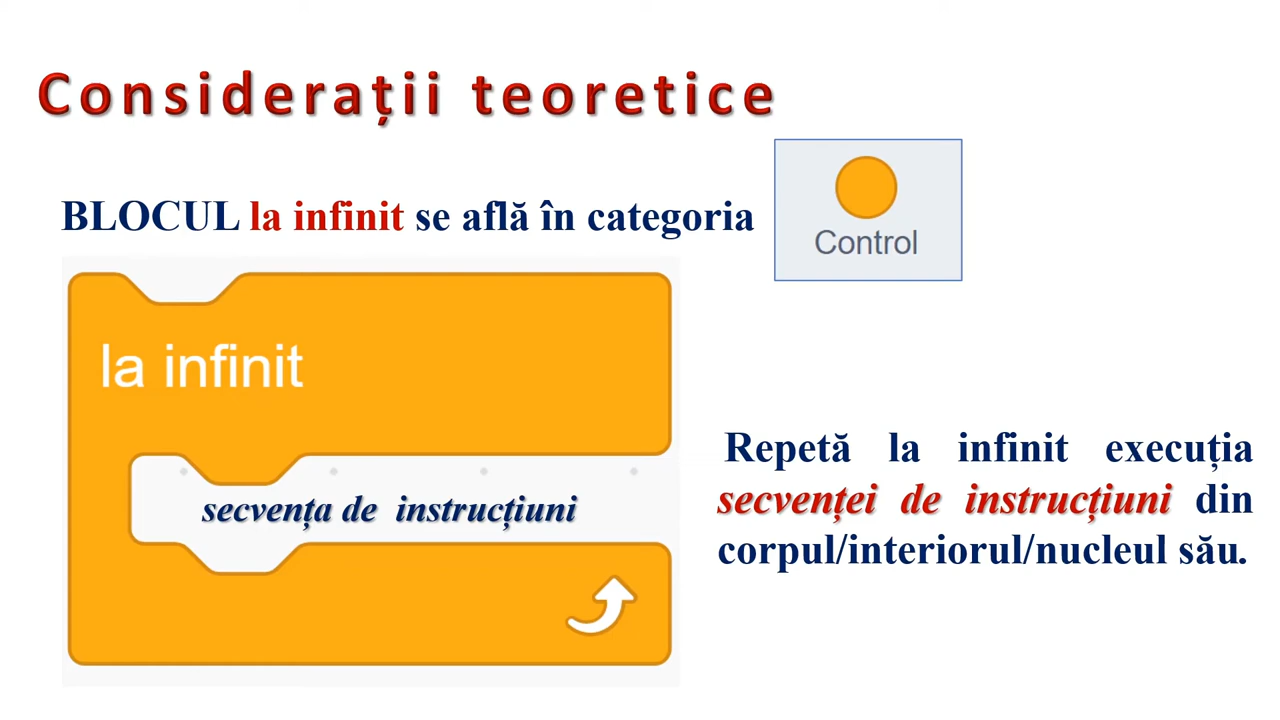 Considerații teoretice
BLOCUL la infinit se află în categoria
Control
la infinit
secvența de instrucțiuni
Repetă la infinit execuția
secvenței de instrucțiuni din
corpul/interiorul/nucleul său.